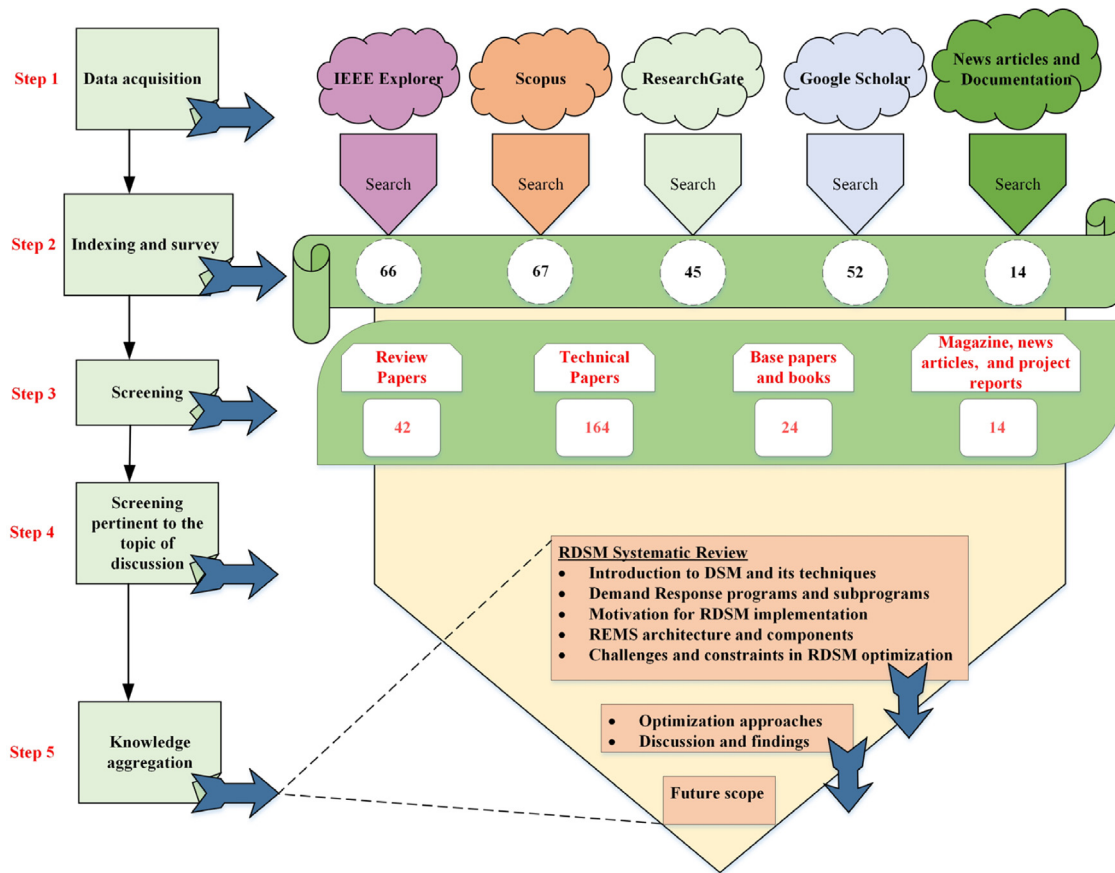 Step 1
Data acquisition
IEEE Explorer
Scopus
ResearchGate
Google Scholar
News articles and
Documentation
Search
Search
Search
Search
Search
Step 2
Indexing and survey
66
67
45
52
14
Step 3
Screening
Review
Papers
Technical
Papers
Base papers
and books
Magazine, news
articles, and project
reports
42
164
24
14
Step 4
Screening
pertinent to the
topic of
discussion
RDSM Systematic Review
• Introduction to DSM and its techniques
• Demand Response programs and subprograms
• Motivation for RDSM implementation
• REMS architecture and components
• Challenges and constraints in RDSM optimization
• Optimization approaches
• Discussion and findings
Step 5
Knowledge
aggregation
Future scope